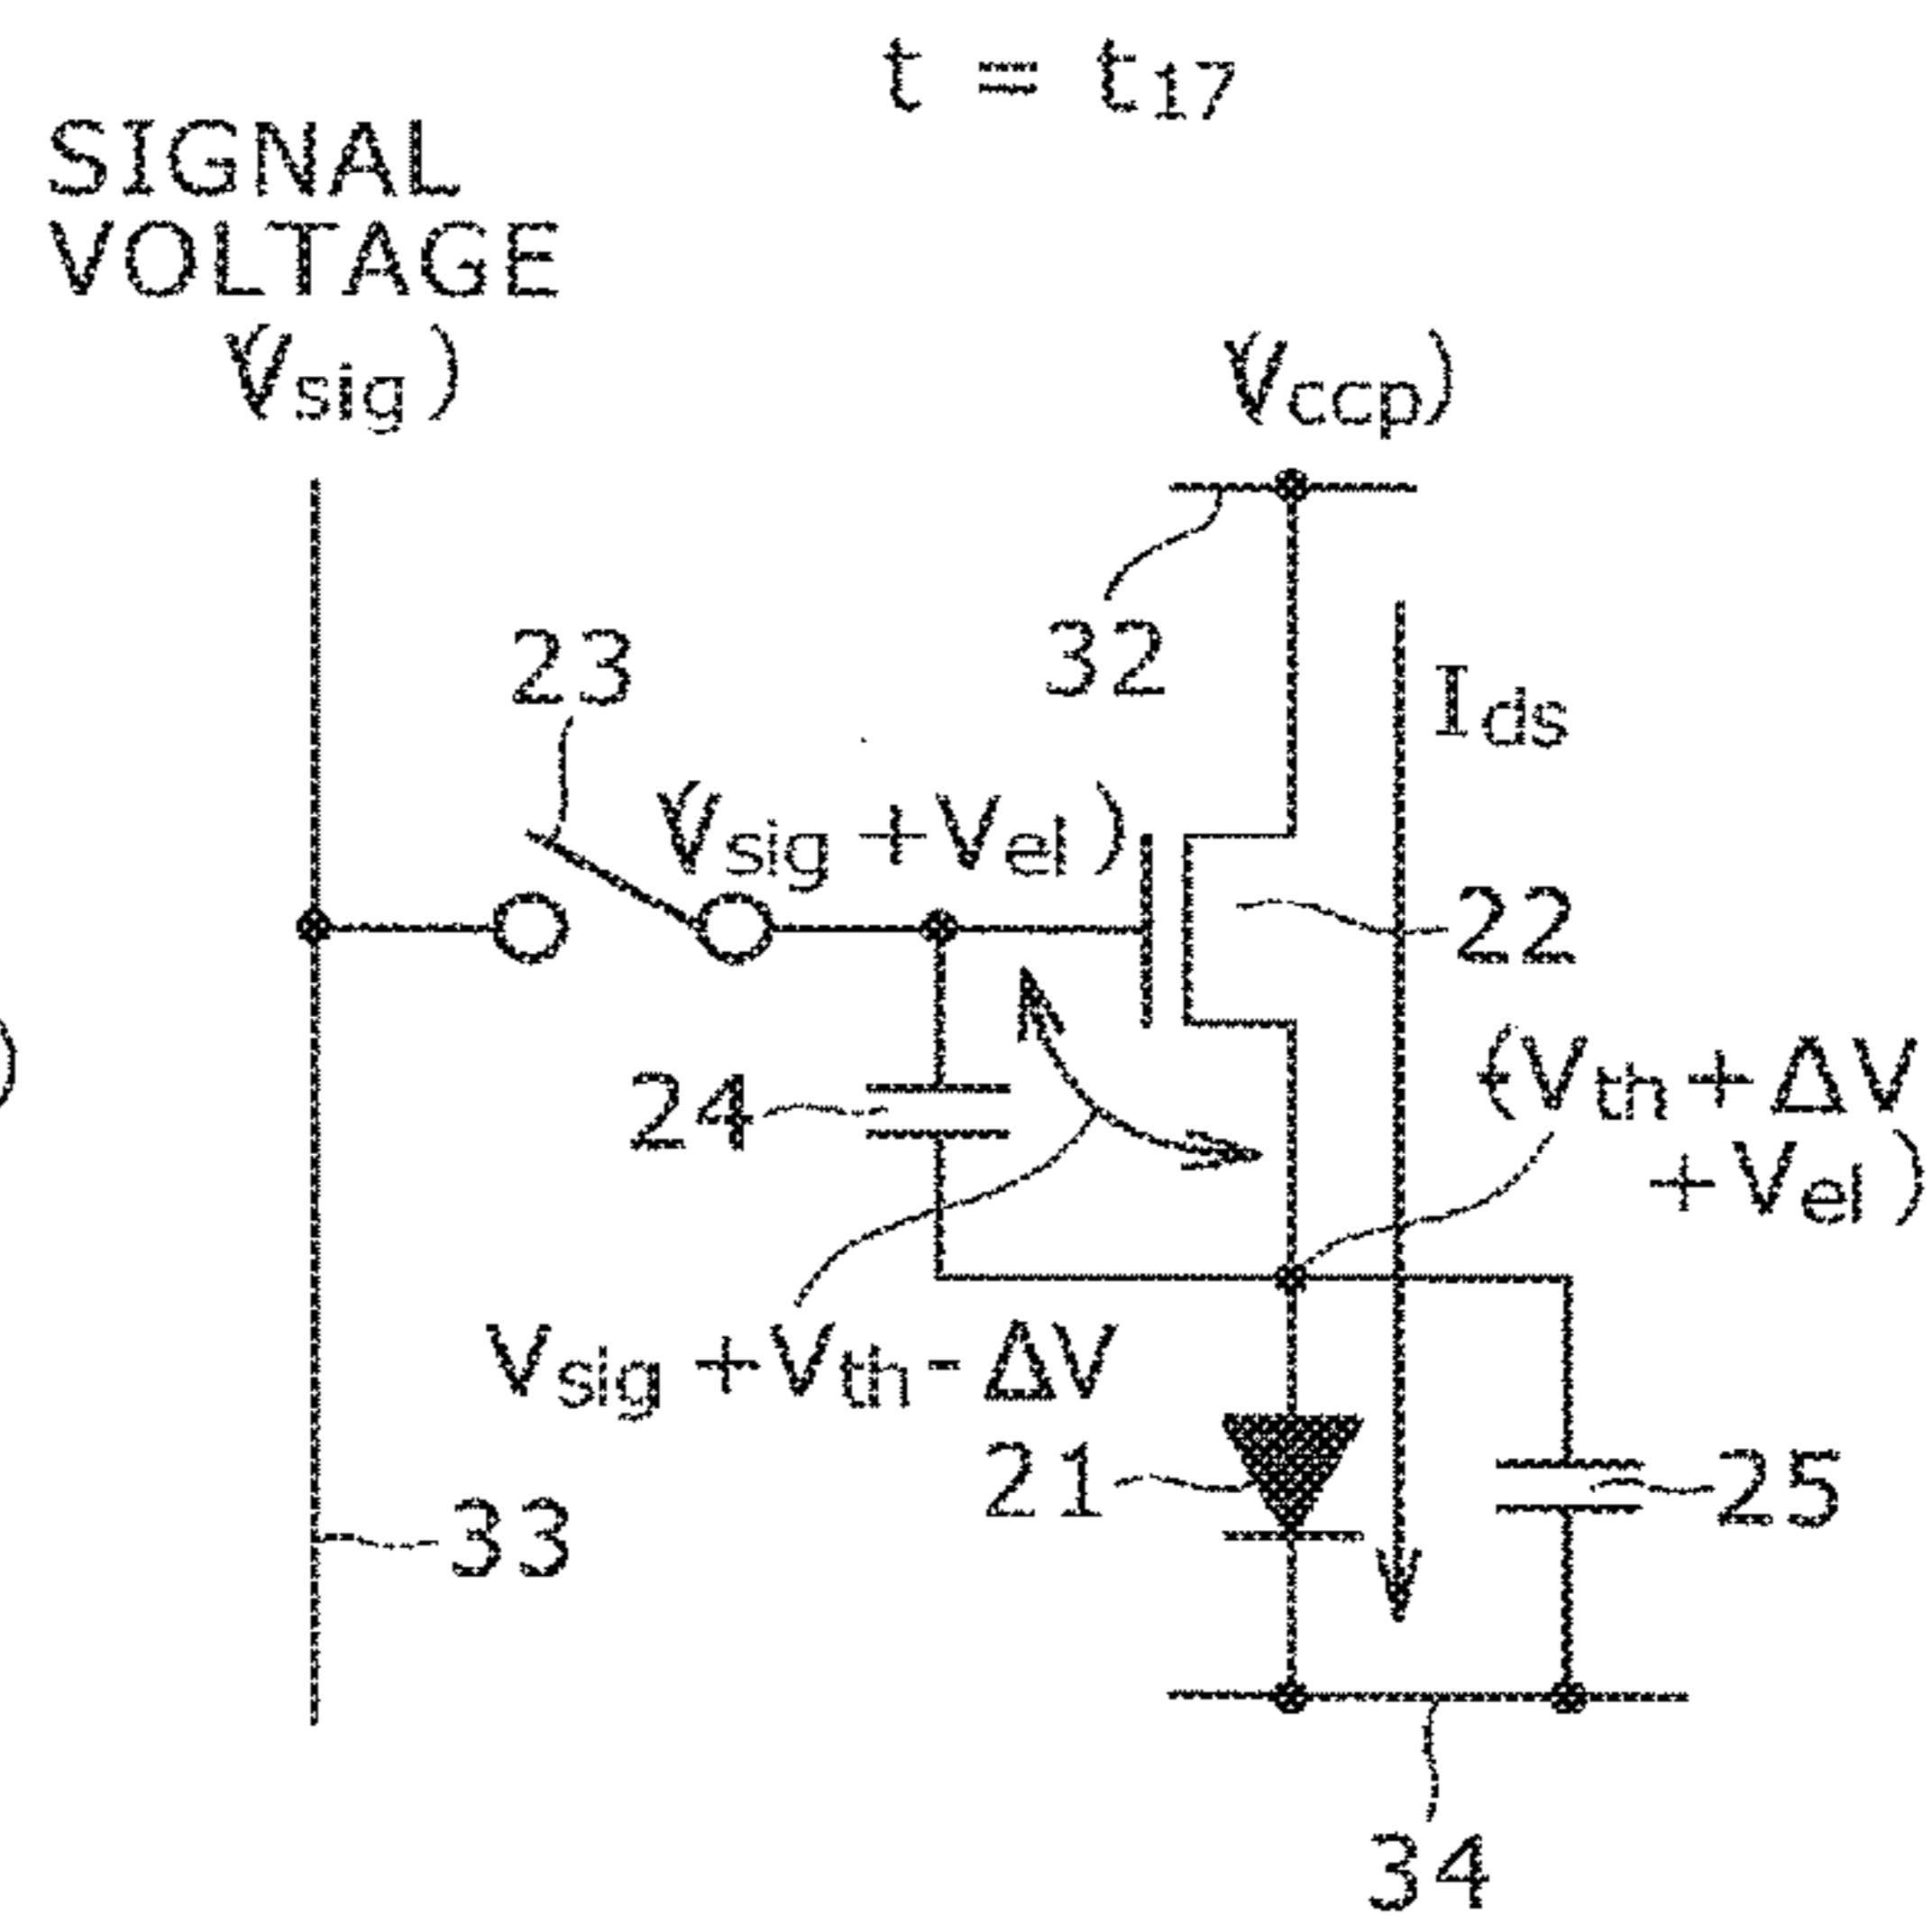 t = t17
SIGNAL
VOLTAGE
(Vsig)
(Vccp)
32
23
Ids
(Vsig+Vel)
22
)
(-Vth+ΔV
+Vel)
24
Vsig+Vth-ΔV
21
25
33
34